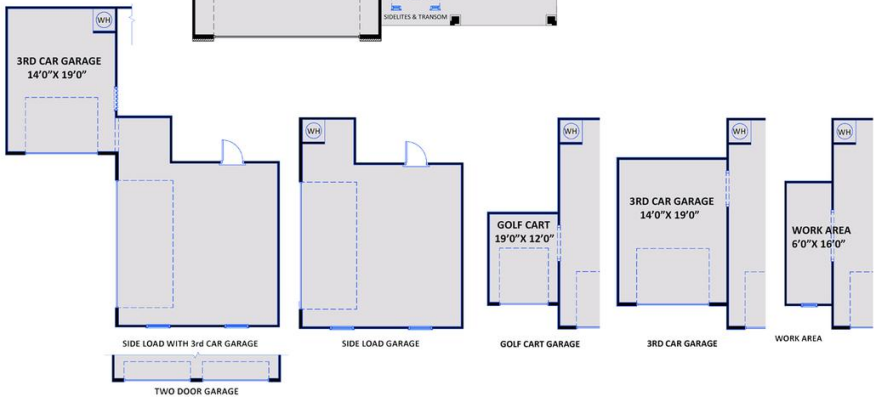 SIDELITES & TRANSOM
WH
3RD CAR GARAGE
14'0"X 19'0"
WH
WH
WH
WH
GOLF CART
19'0"X 12'0"
3RD CAR GARAGE
14'0"X 19'0"
WORK AREA
6'0"X 16'0"
SIDE LOAD WITH 3rd CAR GARAGE
SIDE LOAD GARAGE
GOLF CART GARAGE
3RD CAR GARAGE
WORK AREA
TWO DOOR GARAGE